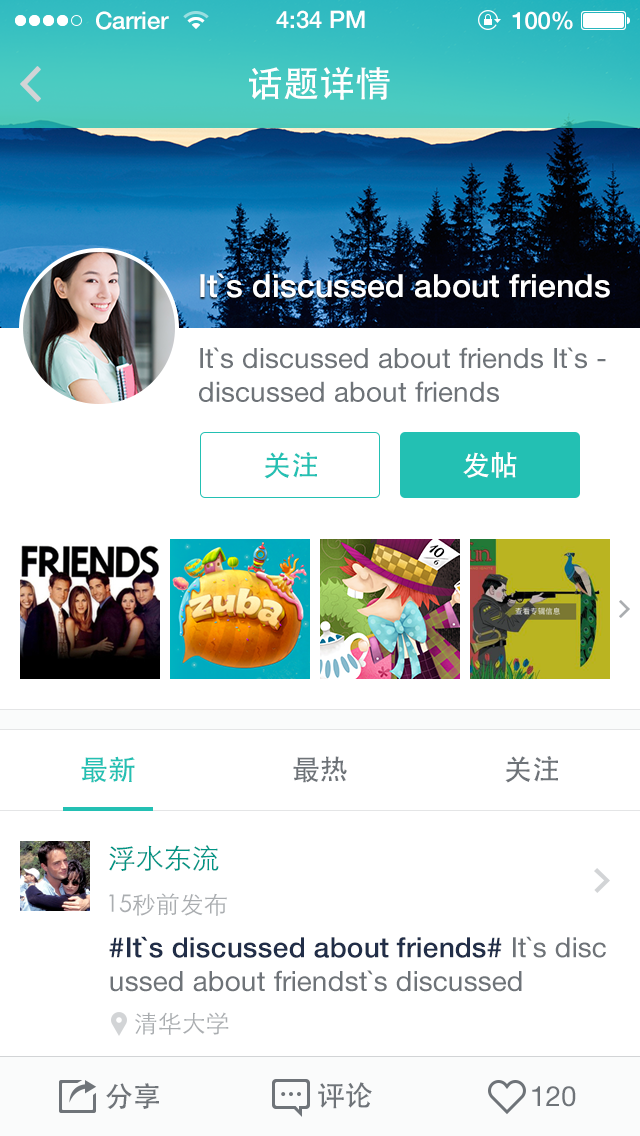 Carrier 4:34 PM 100%
话题详情
It`s discussed about friends
It`s discussed about friends It`s -
discussed about friends
关注 发帖
FRIENDS
zuba
10/6
查看专辑信息
最新 最热 关注
浮水东流
15秒前发布
#It`s discussed about friends# It`s disc
ussed about friendst`s discussed
清华大学
分享 评论 120